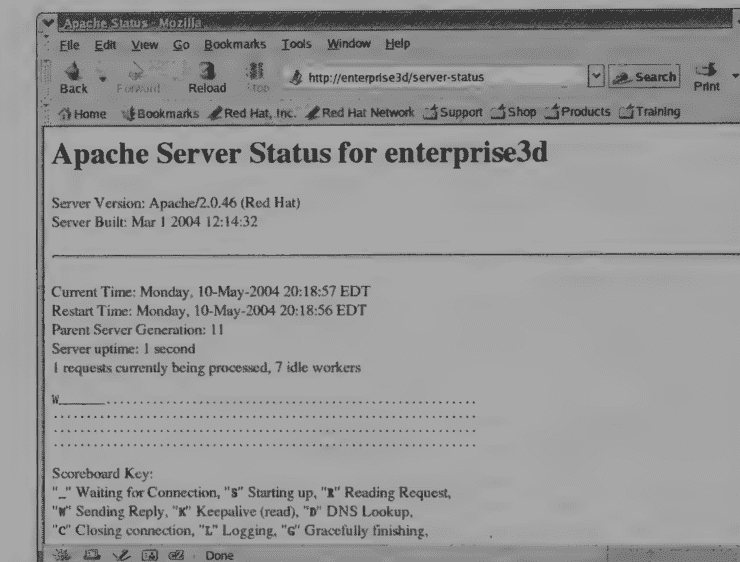 Apache Status - Mozilla
File Edit View Go Bookmarks Tools Window Help
http://enterprise3d/server-status Search
Back Forward Reload Stop Print
Home Bookmarks Red Hat, Inc. Red Hat Network Support Shop Products Training
Apache Server Status for enterprise3d
Server Version: Apache/2.0.46 (Red Hat)
Server Built: Mar 1 2004 12:14:32
Current Time: Monday, 10-May-2004 20:18:57 EDT
Restart Time: Monday, 10-May-2004 20:18:56 EDT
Parent Server Generation: 11
Server uptime: 1 second
1 requests currently being processed, 7 idle workers
W_______........................................................
................................................................
................................................................
................................................................
Scoreboard Key:
"_" Waiting for Connection, "S" Starting up, "R" Reading Request,
"W" Sending Reply, "K" Keepalive (read), "D" DNS Lookup,
"C" Closing connection, "L" Logging, "G" Gracefully finishing,
Done